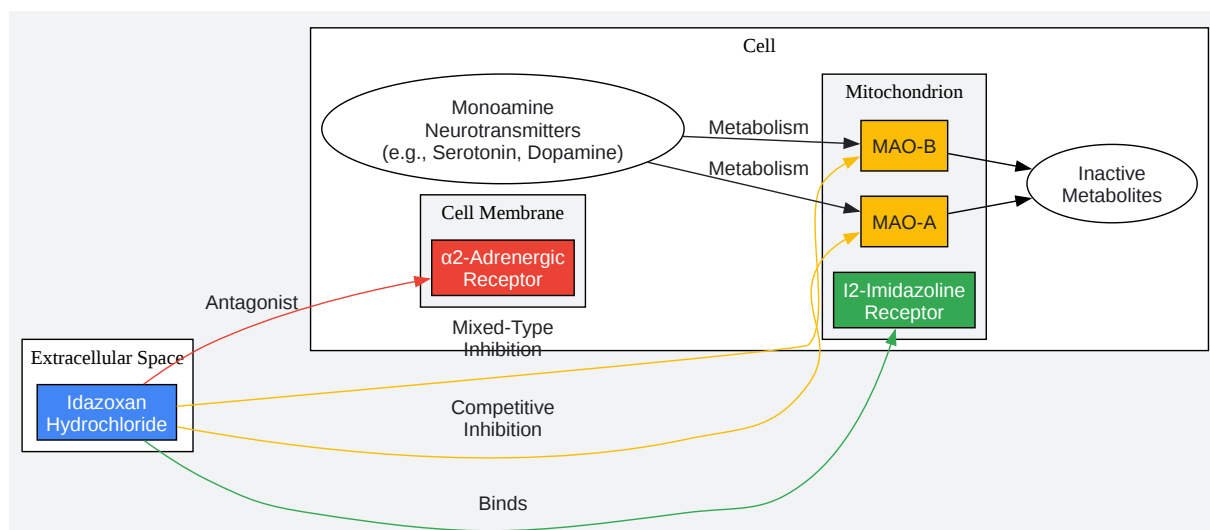 Cell
Monoamine
Neurotransmitters
(e.g., Serotonin, Dopamine)
Metabolism
Metabolism
Mitochondrion
MAO-B
MAO-A
I2-Imidazoline
Receptor
Inactive
Metabolites
Cell Membrane
α2-Adrenergic
Receptor
Antagonist
Mixed-Type
Inhibition
Extracellular Space
Idazoxan
Hydrochloride
Competitive
Inhibition
Binds